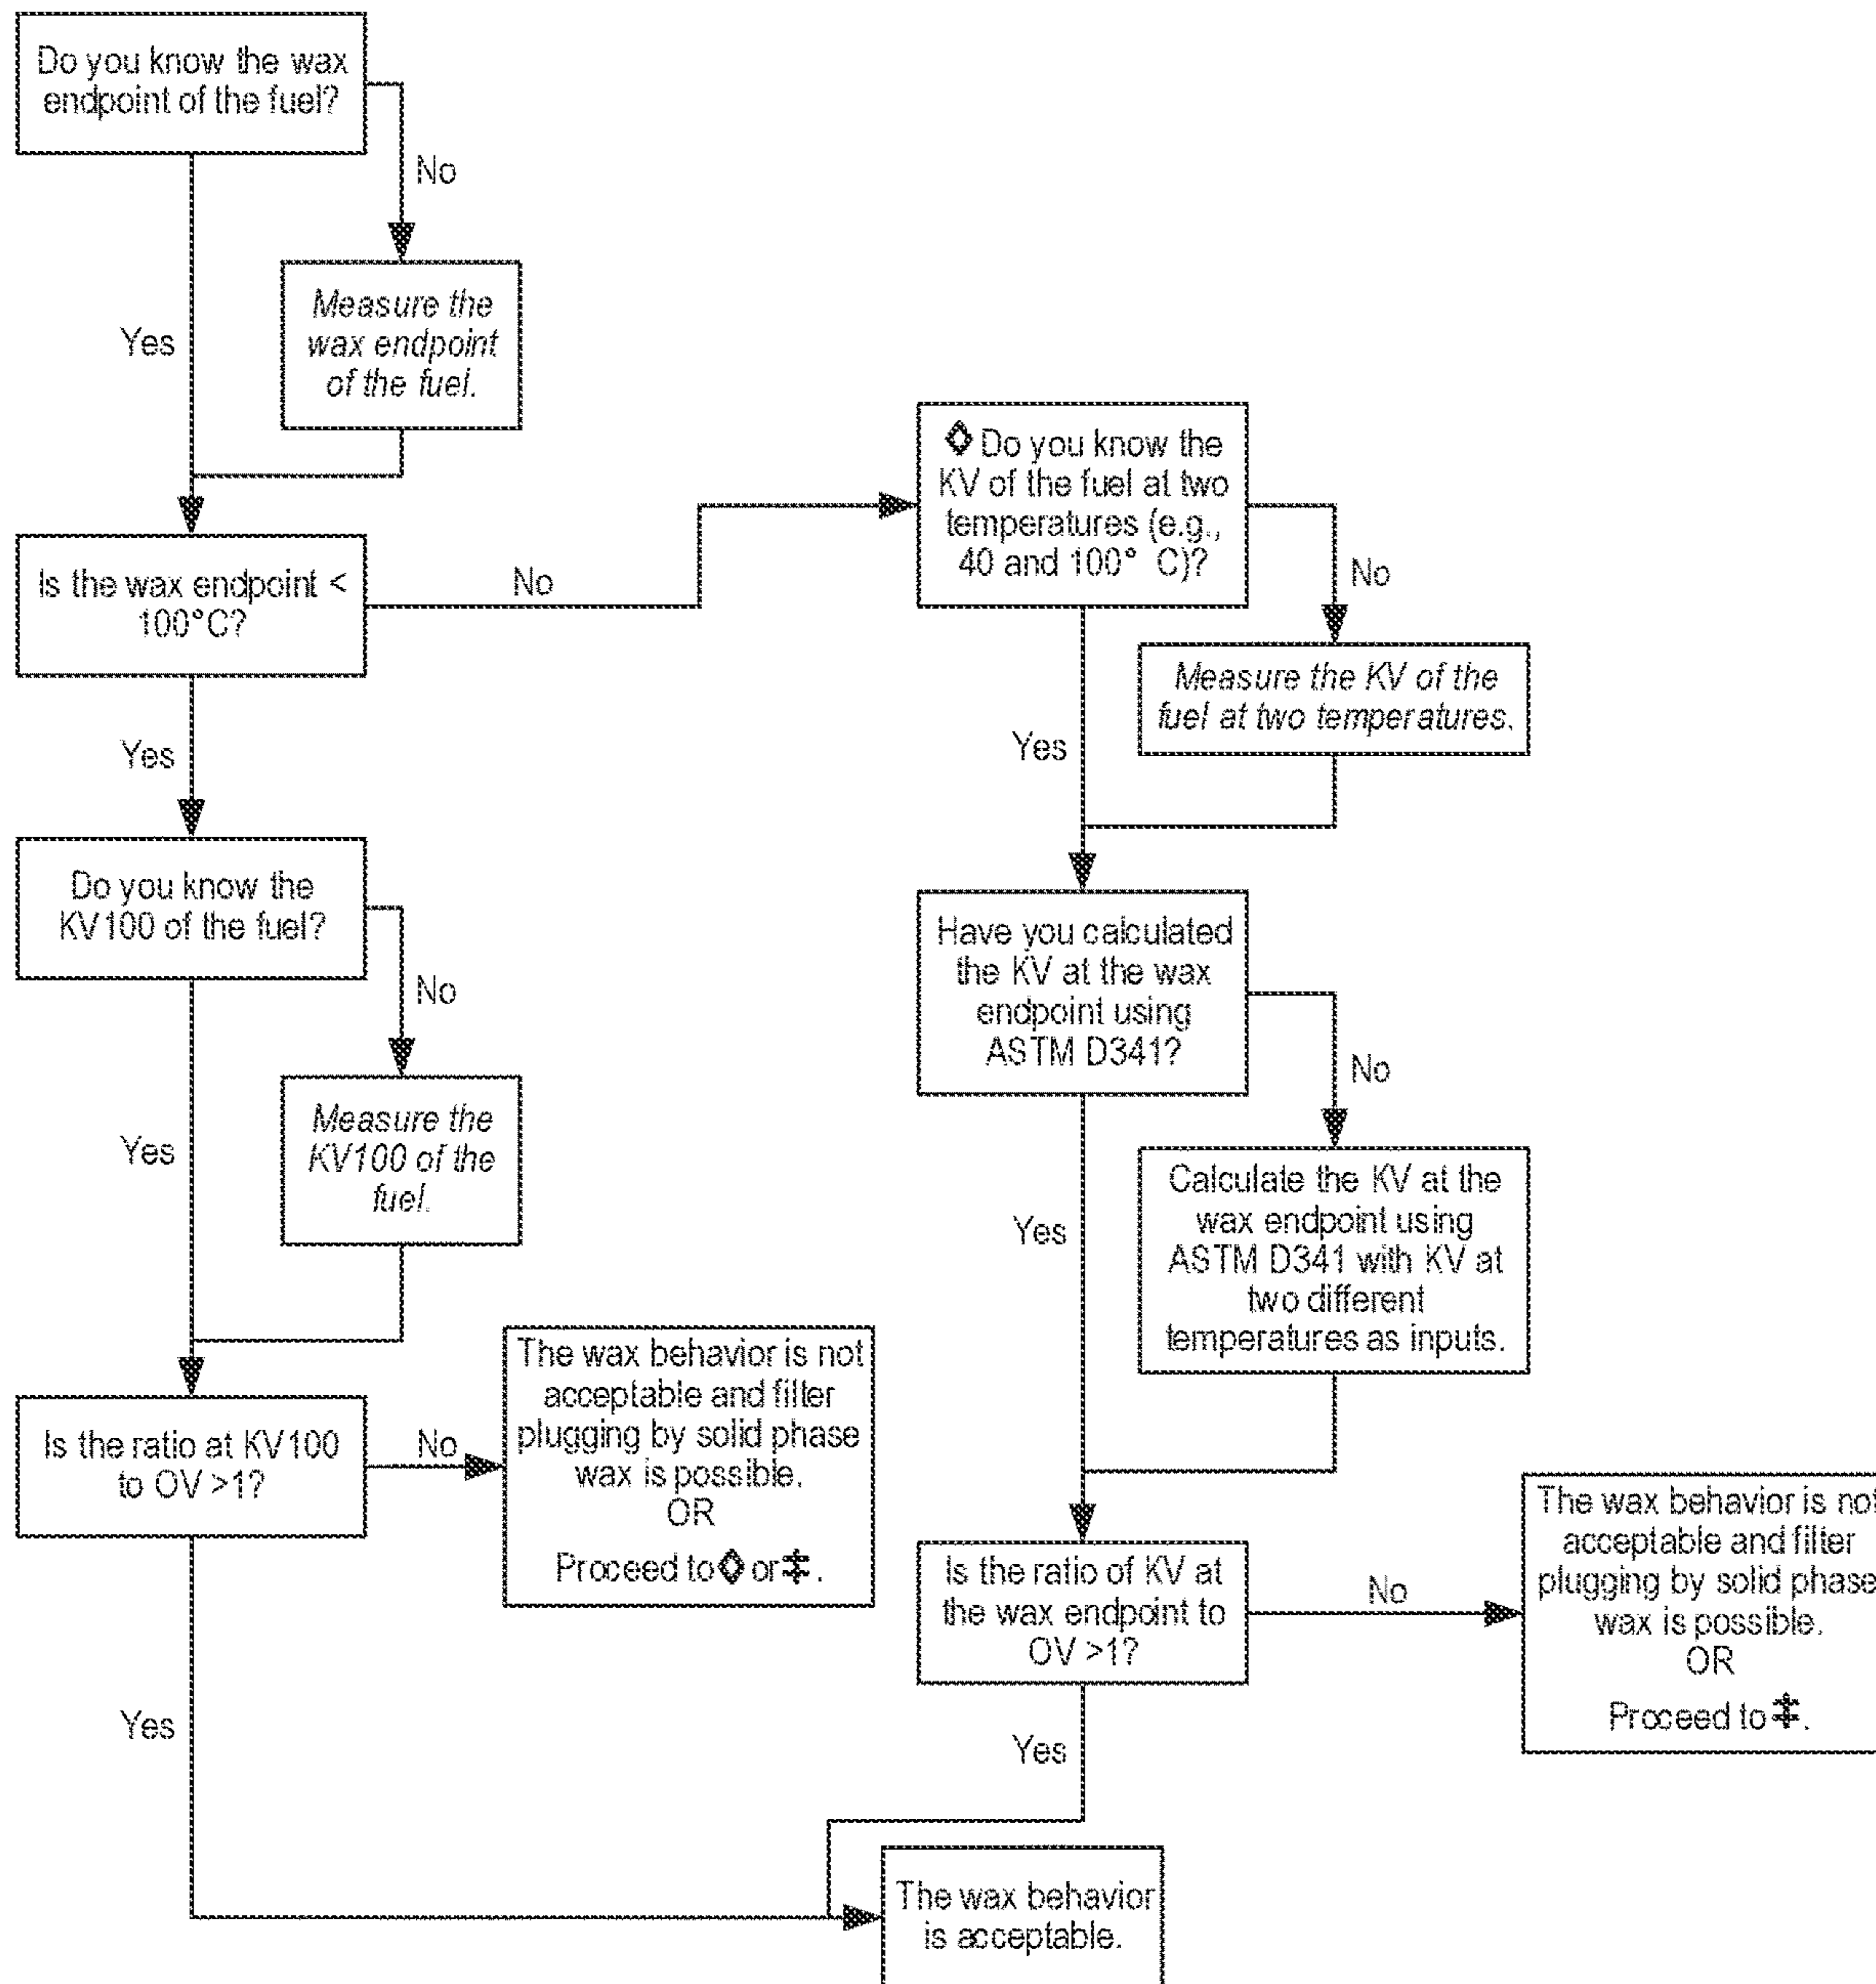 Do you know the wax
endpoint of the fuel?
No
Yes
Measure the
wax endpoint
of the fuel.
Is the wax endpoint <
100°C?
No
Yes
Do you know the
KV100 of the fuel?
No
Yes
Measure the
KV100 of the
fuel.
Is the ratio at KV100
to OV >1?
No
The wax behavior is not
acceptable and filter
plugging by solid phase
wax is possible.
OR
Proceed to ◊ or ‡.
Yes
◊ Do you know the
KV of the fuel at two
temperatures (e.g.,
40 and 100° C)?
No
Measure the KV of the
fuel at two temperatures.
Yes
Have you calculated
the KV at the wax
endpoint using
ASTM D341?
No
Yes
Calculate the KV at the
wax endpoint using
ASTM D341 with KV at
two different
temperatures as inputs.
Is the ratio of KV at
the wax endpoint to
OV >1?
No
The wax behavior is not
acceptable and filter
plugging by solid phase
wax is possible.
OR
Proceed to ‡.
Yes
The wax behavior
is acceptable.